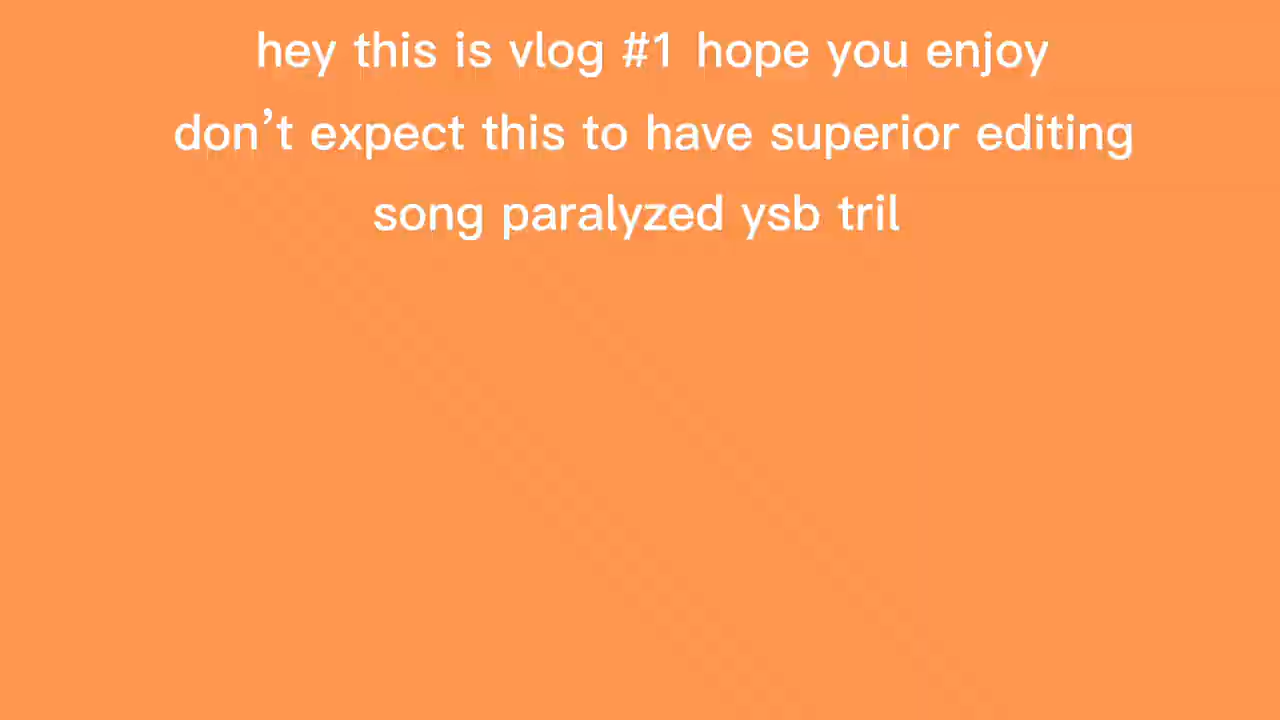 hey this is vlog #1 hope you enjoy
don’t expect this to have superior editing
song paralyzed ysb tril